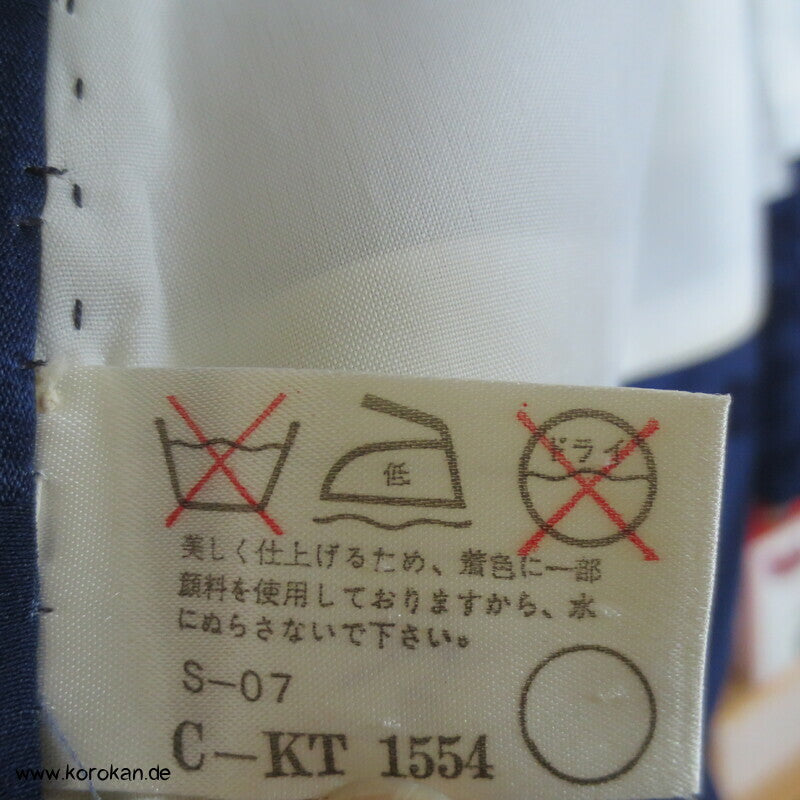 低
ドライ
美しく仕上げるため、着色に一部
顔料を使用しておりますから、水
にぬらさないで下さい。
S-07
C-KT 1554
www.korokan.de